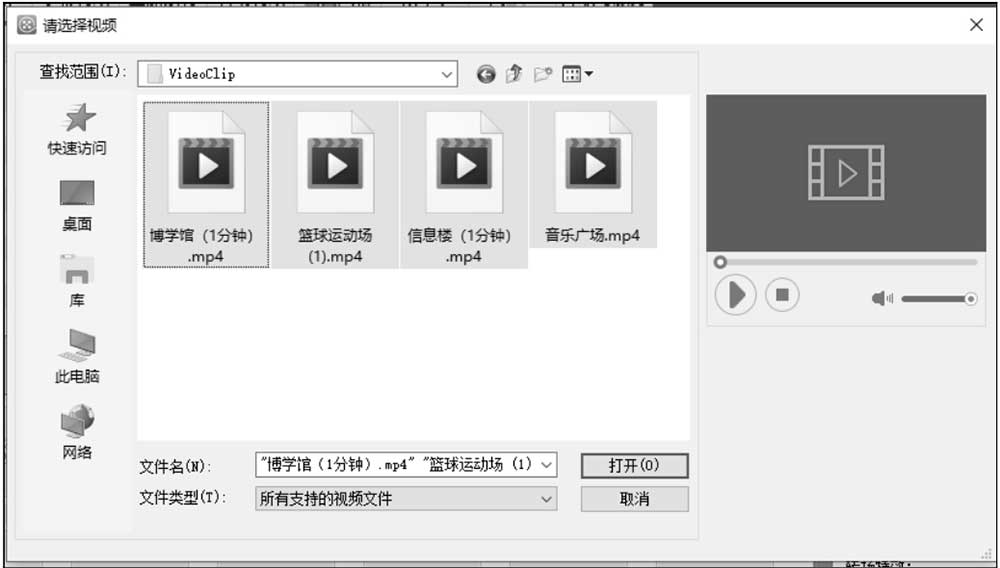 请选择视频
查找范围(I):
VideoClip
快速访问
桌面
库
此电脑
网络
博学馆（1分钟）
.mp4
篮球运动场
(1).mp4
信息楼（1分钟）
.mp4
音乐广场.mp4
文件名(N):
"博学馆（1分钟）.mp4" "篮球运动场 (1)
打开(O)
文件类型(T):
所有支持的视频文件
取消